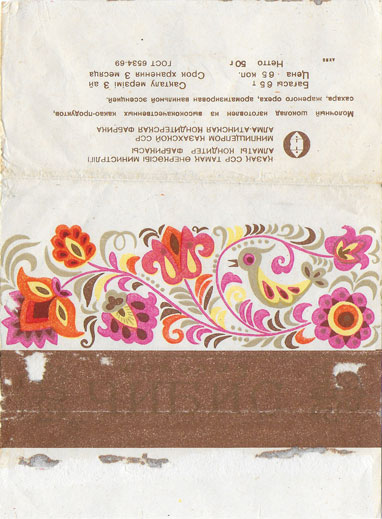 ҚАЗАҚ ССР ТАМАҚ ӨНЕРКӘСІБІ МИНИСТРЛІГІ
АЛМАТЫ КОНДИТЕР ФАБРИКАСЫ
МИНПИЩЕПРОМ КАЗАХСКОЙ ССР
АЛМА-АТИНСКАЯ КОНДИТЕРСКАЯ ФАБРИКА
Молочный шоколад изготовлен из высококачественных какао-продуктов,
сахара, жареного ореха, ароматизирован ванильной эссенцией.
Бағасы 65 т Сақталу мерзімі 3 ай
Цена 65 коп. Срок хранения 3 месяца
Нетто 50 г ГОСТ 6534-69